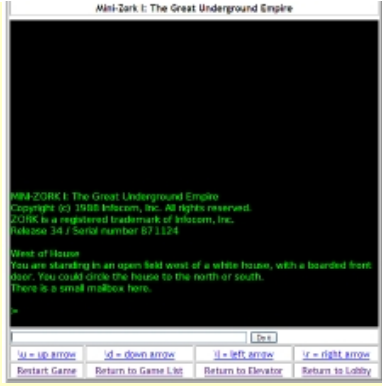 Mini-Zork I: The Great Underground Empire
MINI-ZORK I: The Great Underground Empire
Copyright (c) 1988 Infocom, Inc. All rights reserved.
ZORK is a registered trademark of Infocom, Inc.
Release 34 / Serial number 871124
West of House
You are standing in an open field west of a white house, with a boarded front
door. You could circle the house to the north or south.
There is a small mailbox here.
>
Do it
\u = up arrow \d = down arrow \l = left arrow \r = right arrow
Restart Game Return to Game List Return to Elevator Return to Lobby